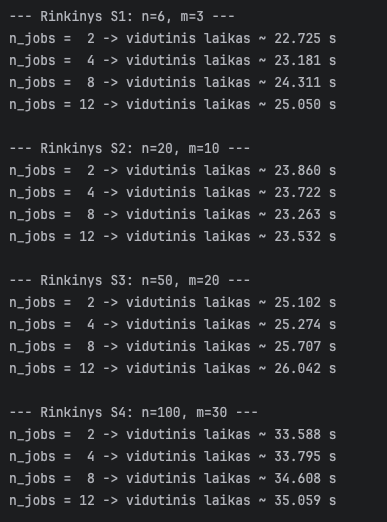 --- Rinkinys S1: n=6, m=3 ---
n_jobs =  2 -> vidutinis laikas ~ 22.725 s
n_jobs =  4 -> vidutinis laikas ~ 23.181 s
n_jobs =  8 -> vidutinis laikas ~ 24.311 s
n_jobs = 12 -> vidutinis laikas ~ 25.050 s

--- Rinkinys S2: n=20, m=10 ---
n_jobs =  2 -> vidutinis laikas ~ 23.860 s
n_jobs =  4 -> vidutinis laikas ~ 23.722 s
n_jobs =  8 -> vidutinis laikas ~ 23.263 s
n_jobs = 12 -> vidutinis laikas ~ 23.532 s

--- Rinkinys S3: n=50, m=20 ---
n_jobs =  2 -> vidutinis laikas ~ 25.102 s
n_jobs =  4 -> vidutinis laikas ~ 25.274 s
n_jobs =  8 -> vidutinis laikas ~ 25.707 s
n_jobs = 12 -> vidutinis laikas ~ 26.042 s

--- Rinkinys S4: n=100, m=30 ---
n_jobs =  2 -> vidutinis laikas ~ 33.588 s
n_jobs =  4 -> vidutinis laikas ~ 33.795 s
n_jobs =  8 -> vidutinis laikas ~ 34.608 s
n_jobs = 12 -> vidutinis laikas ~ 35.059 s